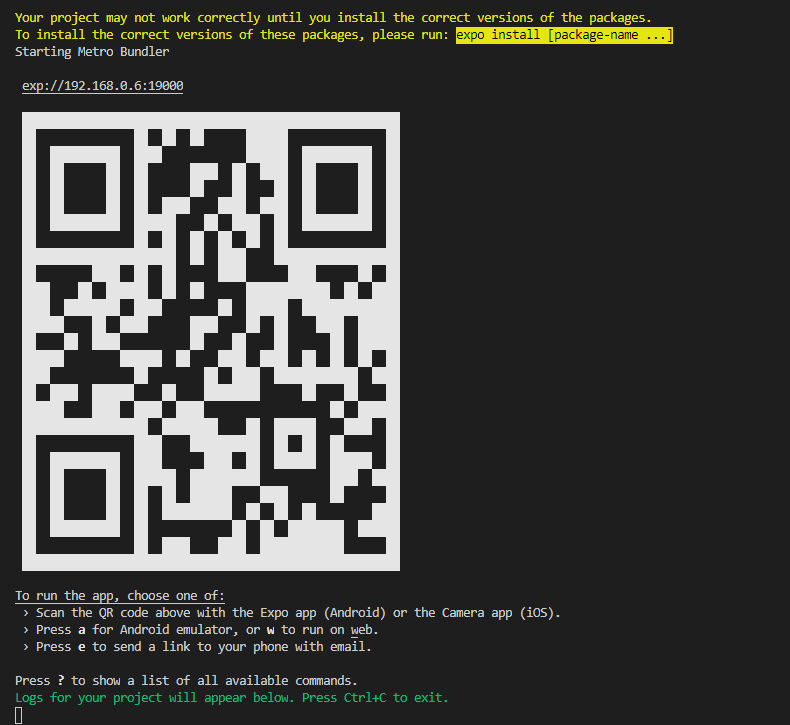 Your project may not work correctly until you install the correct versions of the packages.
To install the correct versions of these packages, please run: expo install [package-name ...]
Starting Metro Bundler
exp://192.168.0.6:19000
To run the app, choose one of:
› Scan the QR code above with the Expo app (Android) or the Camera app (iOS).
› Press a for Android emulator, or w to run on web.
› Press e to send a link to your phone with email.
Press ? to show a list of all available commands.
Logs for your project will appear below. Press Ctrl+C to exit.